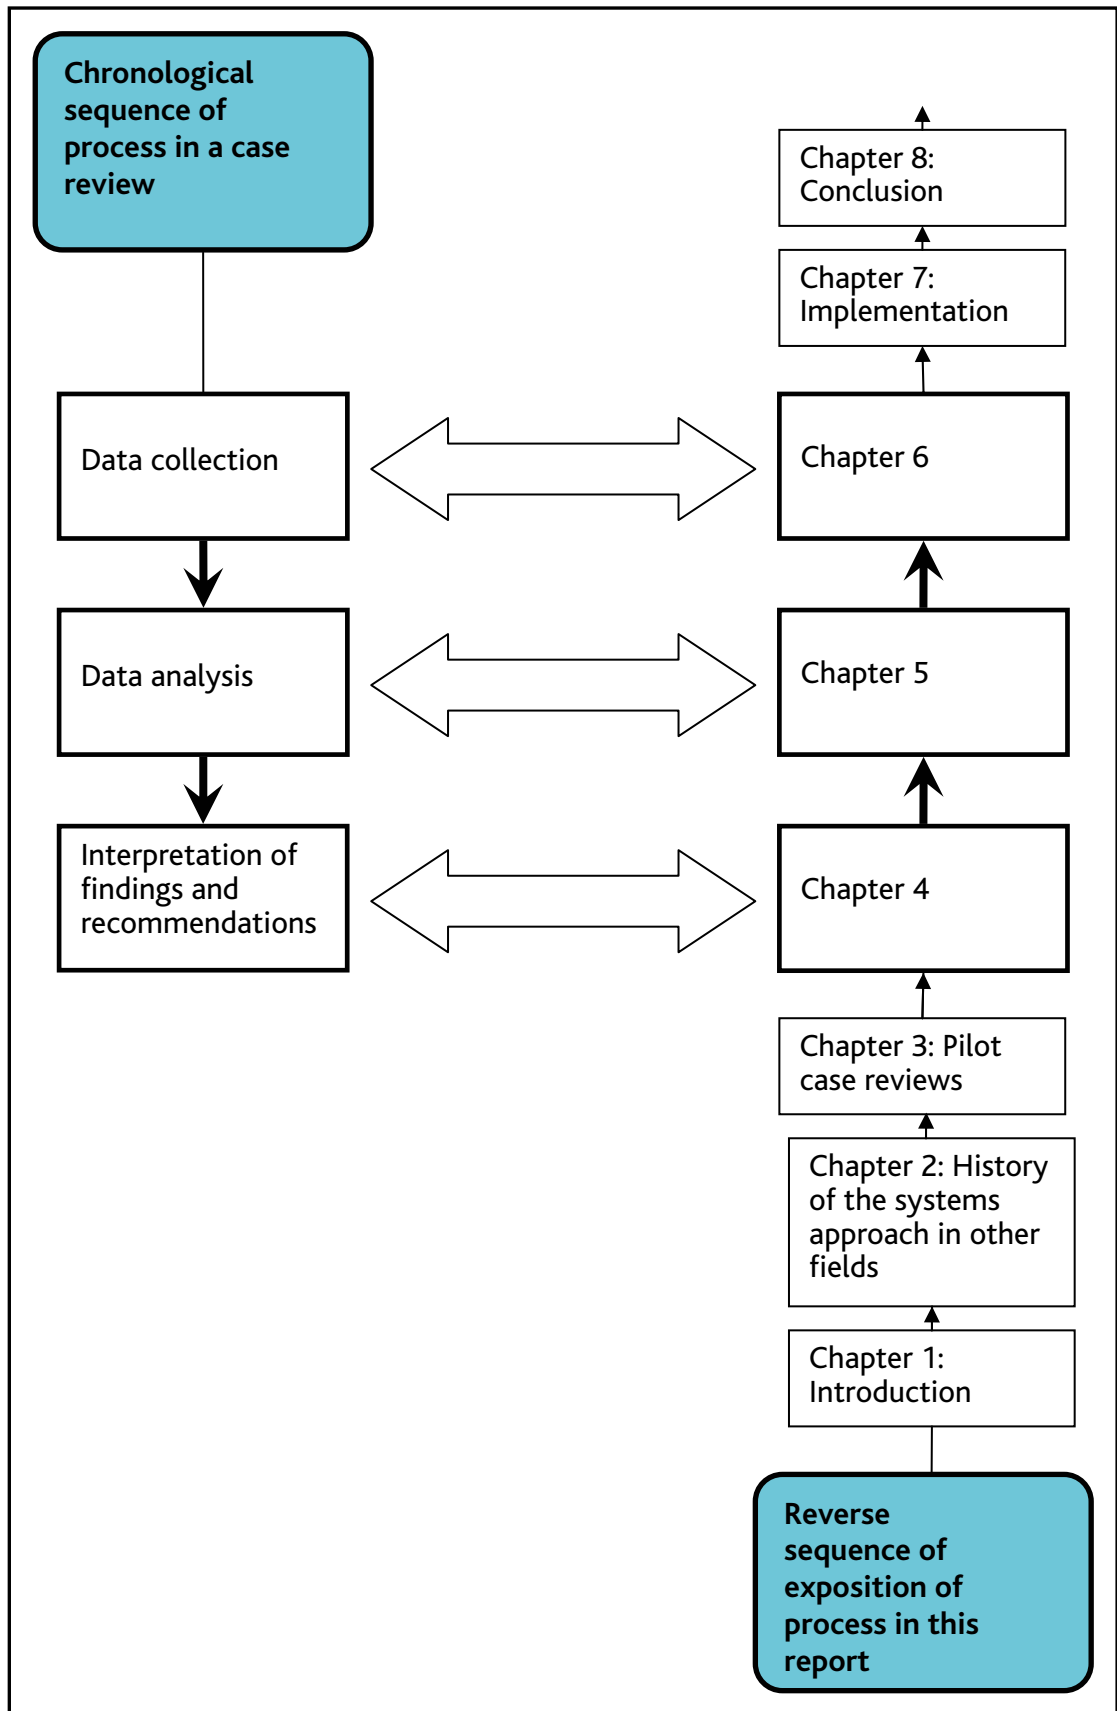 Chronological
sequence of
process in a case
review
Data collection
Data analysis
Interpretation of
findings and
recommendations
Chapter 8:
Conclusion
Chapter 7:
Implementation
Chapter 6
Chapter 5
Chapter 4
Chapter 3: Pilot
case reviews
Chapter 2: History
of the systems
approach in other
fields
Chapter 1:
Introduction
Reverse
sequence of
exposition of
process in this
report